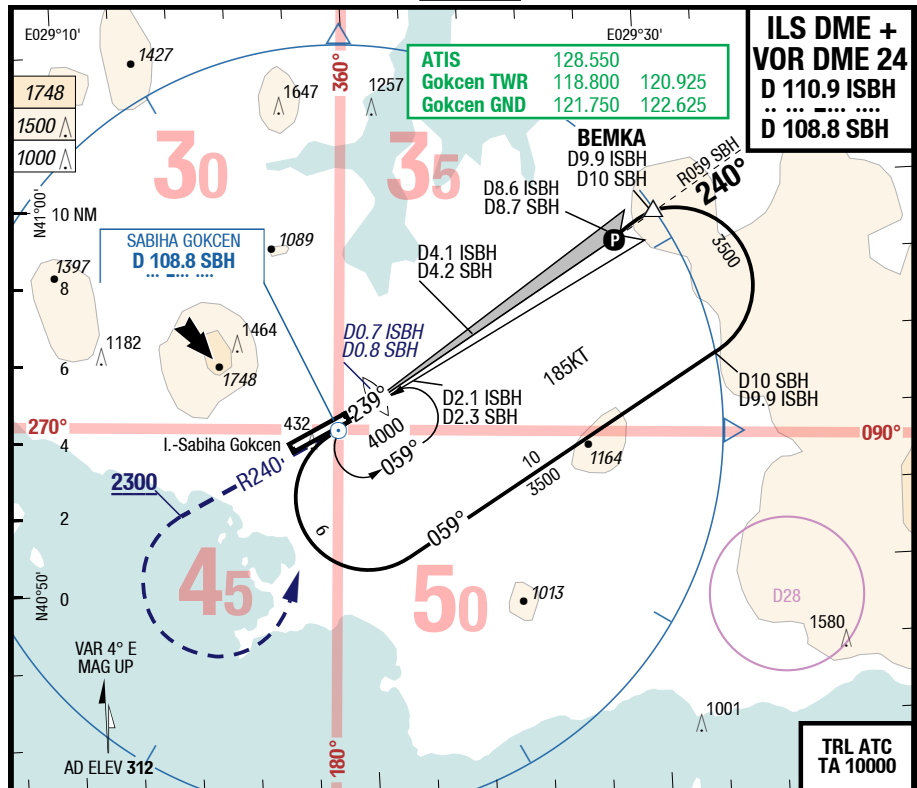 E029°10'
E029°30'
ILS DME +
VOR DME 24
D 110.9 ISBH
D 108.8 SBH
1427
360°
ATIS 128.550
Gokcen TWR 118.800 120.925
Gokcen GND 121.750 122.625
1748
1500
1000
1647
1257
30
35
BEMKA
D9.9 ISBH
D10 SBH
R059 SBH
240°
D8.6 ISBH
D8.7 SBH
P
3500
N41°00'
10 NM
SABIHA GOKCEN
D 108.8 SBH
1089
D4.1 ISBH
D4.2 SBH
1397
8
1182
1464
1748
D0.7 ISBH
D0.8 SBH
6
185KT
D10 SBH
D9.9 ISBH
D2.1 ISBH
D2.3 SBH
239°
4000
059°
270°
432
090°
I.-Sabiha Gokcen
4
1164
10
3500
R240°
2300
059°
6
2
45
50
N40°50'
0
1013
D28
1580
VAR 4° E
MAG UP
1001
AD ELEV 312
180°
TRL ATC
TA 10000